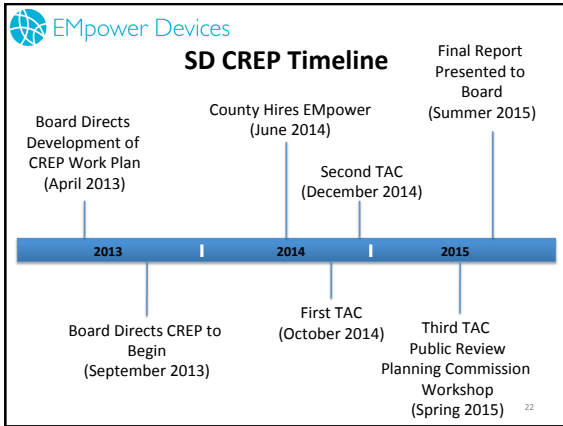 EMpower Devices
SD CREP Timeline
Board Directs
Development of
CREP Work Plan
(April 2013)
County Hires EMpower
(June 2014)
Second TAC
(December 2014)
Final Report
Presented to
Board
(Summer 2015)
2013
2014
2015
Board Directs CREP to
Begin
(September 2013)
First TAC
(October 2014)
Third TAC
Public Review
Planning Commission
Workshop
(Spring 2015)
22